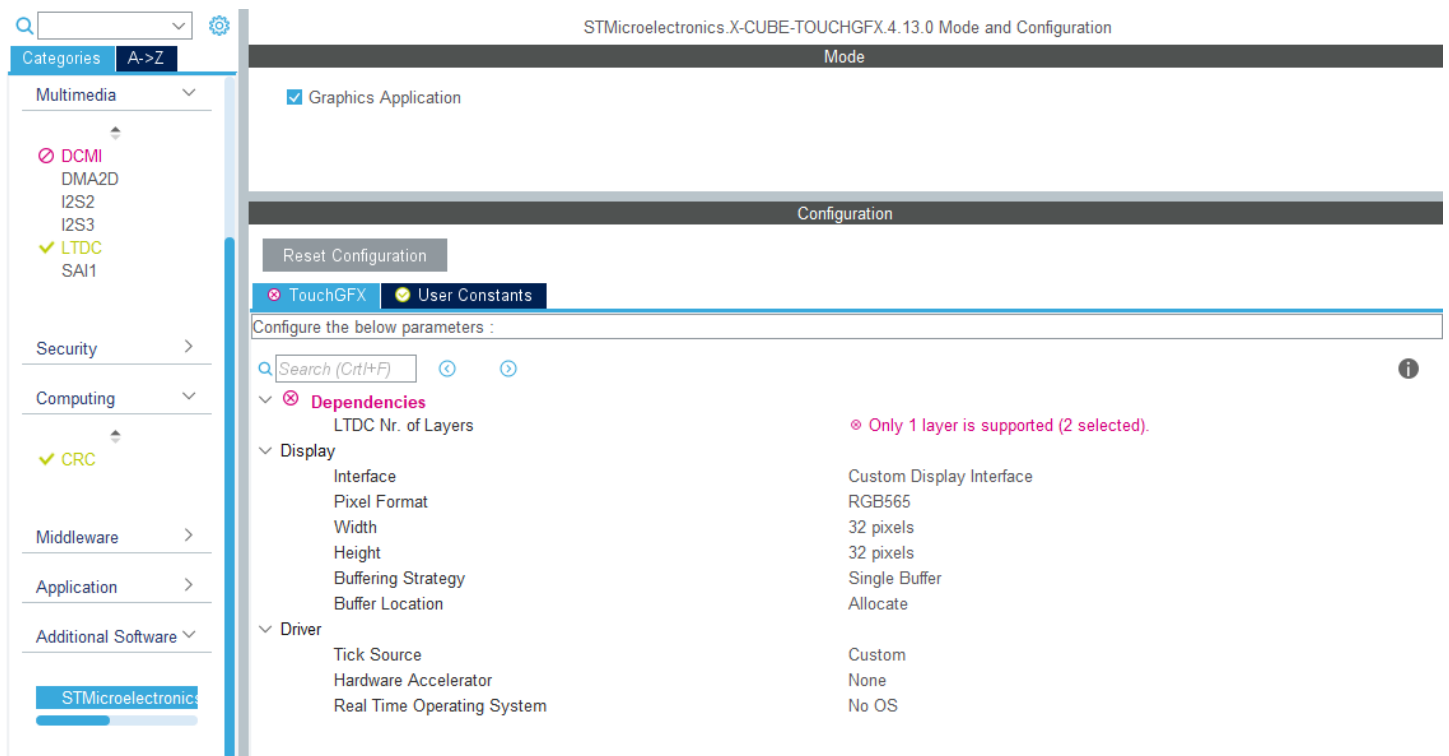 STMicroelectronics.X-CUBE-TOUCHGFX.4.13.0 Mode and Configuration
Categories A->Z
Multimedia
DCMI
DMA2D
I2S2
I2S3
LTDC
SAI1
Security
Computing
CRC
Middleware
Application
Additional Software
STMicroelectronics
Mode
Graphics Application
Configuration
Reset Configuration
TouchGFX User Constants
Configure the below parameters :
Search (Crtl+F)
Dependencies
LTDC Nr. of Layers Only 1 layer is supported (2 selected).
Display
Interface Custom Display Interface
Pixel Format RGB565
Width 32 pixels
Height 32 pixels
Buffering Strategy Single Buffer
Buffer Location Allocate
Driver
Tick Source Custom
Hardware Accelerator None
Real Time Operating System No OS